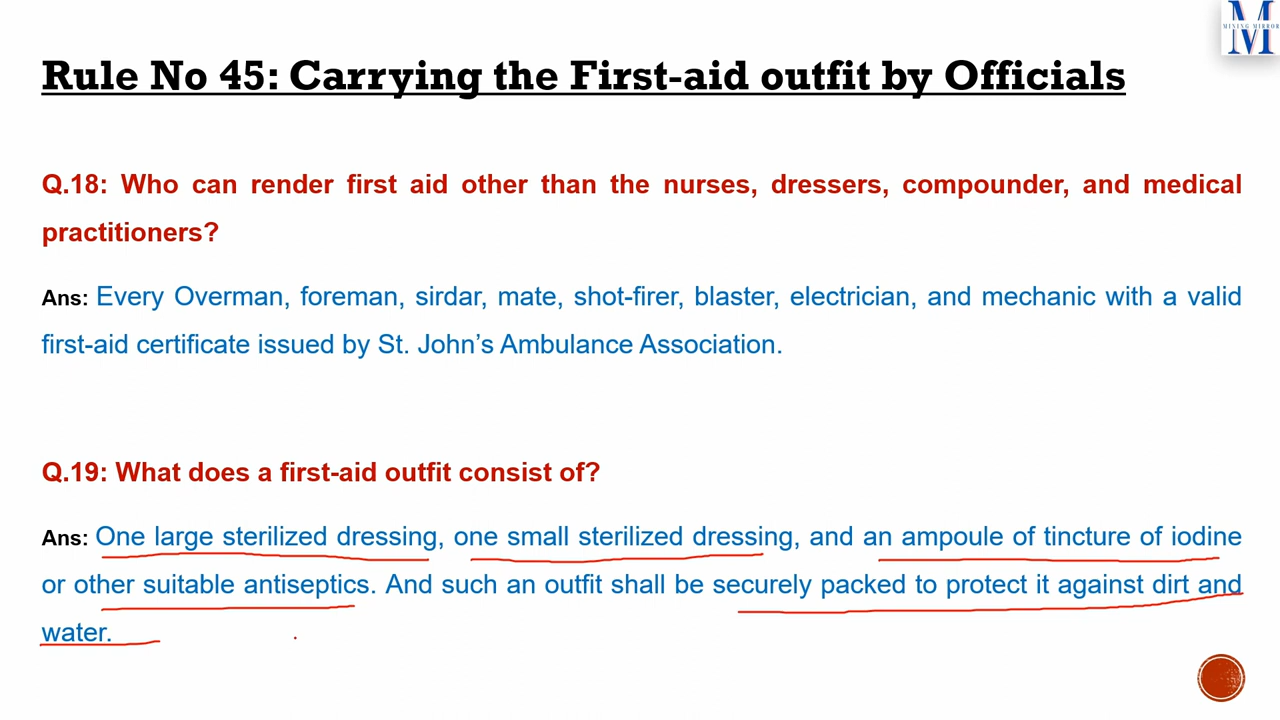 M
MINING MIRROR
Rule No 45: Carrying the First-aid outfit by Officials
Q.18: Who can render first aid other than the nurses, dressers, compounder, and medical
practitioners?
Ans: Every Overman, foreman, sirdar, mate, shot-firer, blaster, electrician, and mechanic with a valid
first-aid certificate issued by St. John’s Ambulance Association.
Q.19: What does a first-aid outfit consist of?
Ans: One large sterilized dressing, one small sterilized dressing, and an ampoule of tincture of iodine
or other suitable antiseptics. And such an outfit shall be securely packed to protect it against dirt and
water.